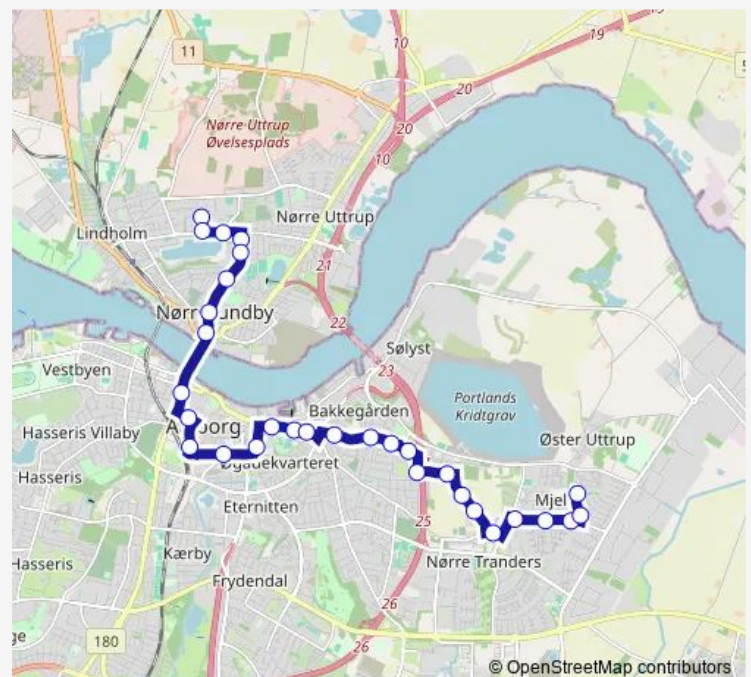 10
19
19
20
11
5
Nørre Uttrup
Øvelsesplads
20
10
Lindholm
Nørre Uttrup
21
Nørresundby
22
Sølyst
23
Vestbyen
Portlands
Kridtgrav
Bakkegården
Hasseris Villaby
Aalborg
Øster Uttrup
Øgadekvarteret
Hasseris
Eternitten
Mjel
25
Kærby
Hasseris
Nørre Tranders
Frydendal
26
180
26
© OpenStreetMap contributors